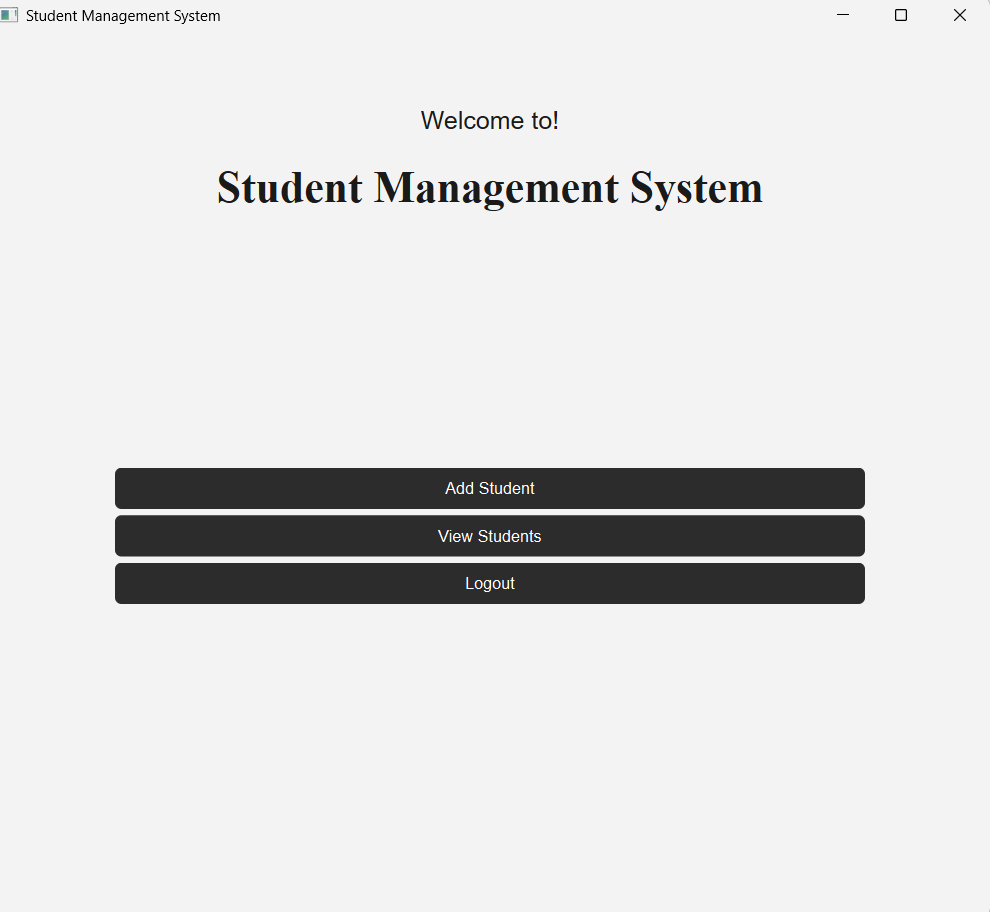 Student Management System
Welcome to!
Student Management System
Add Student
View Students
Logout